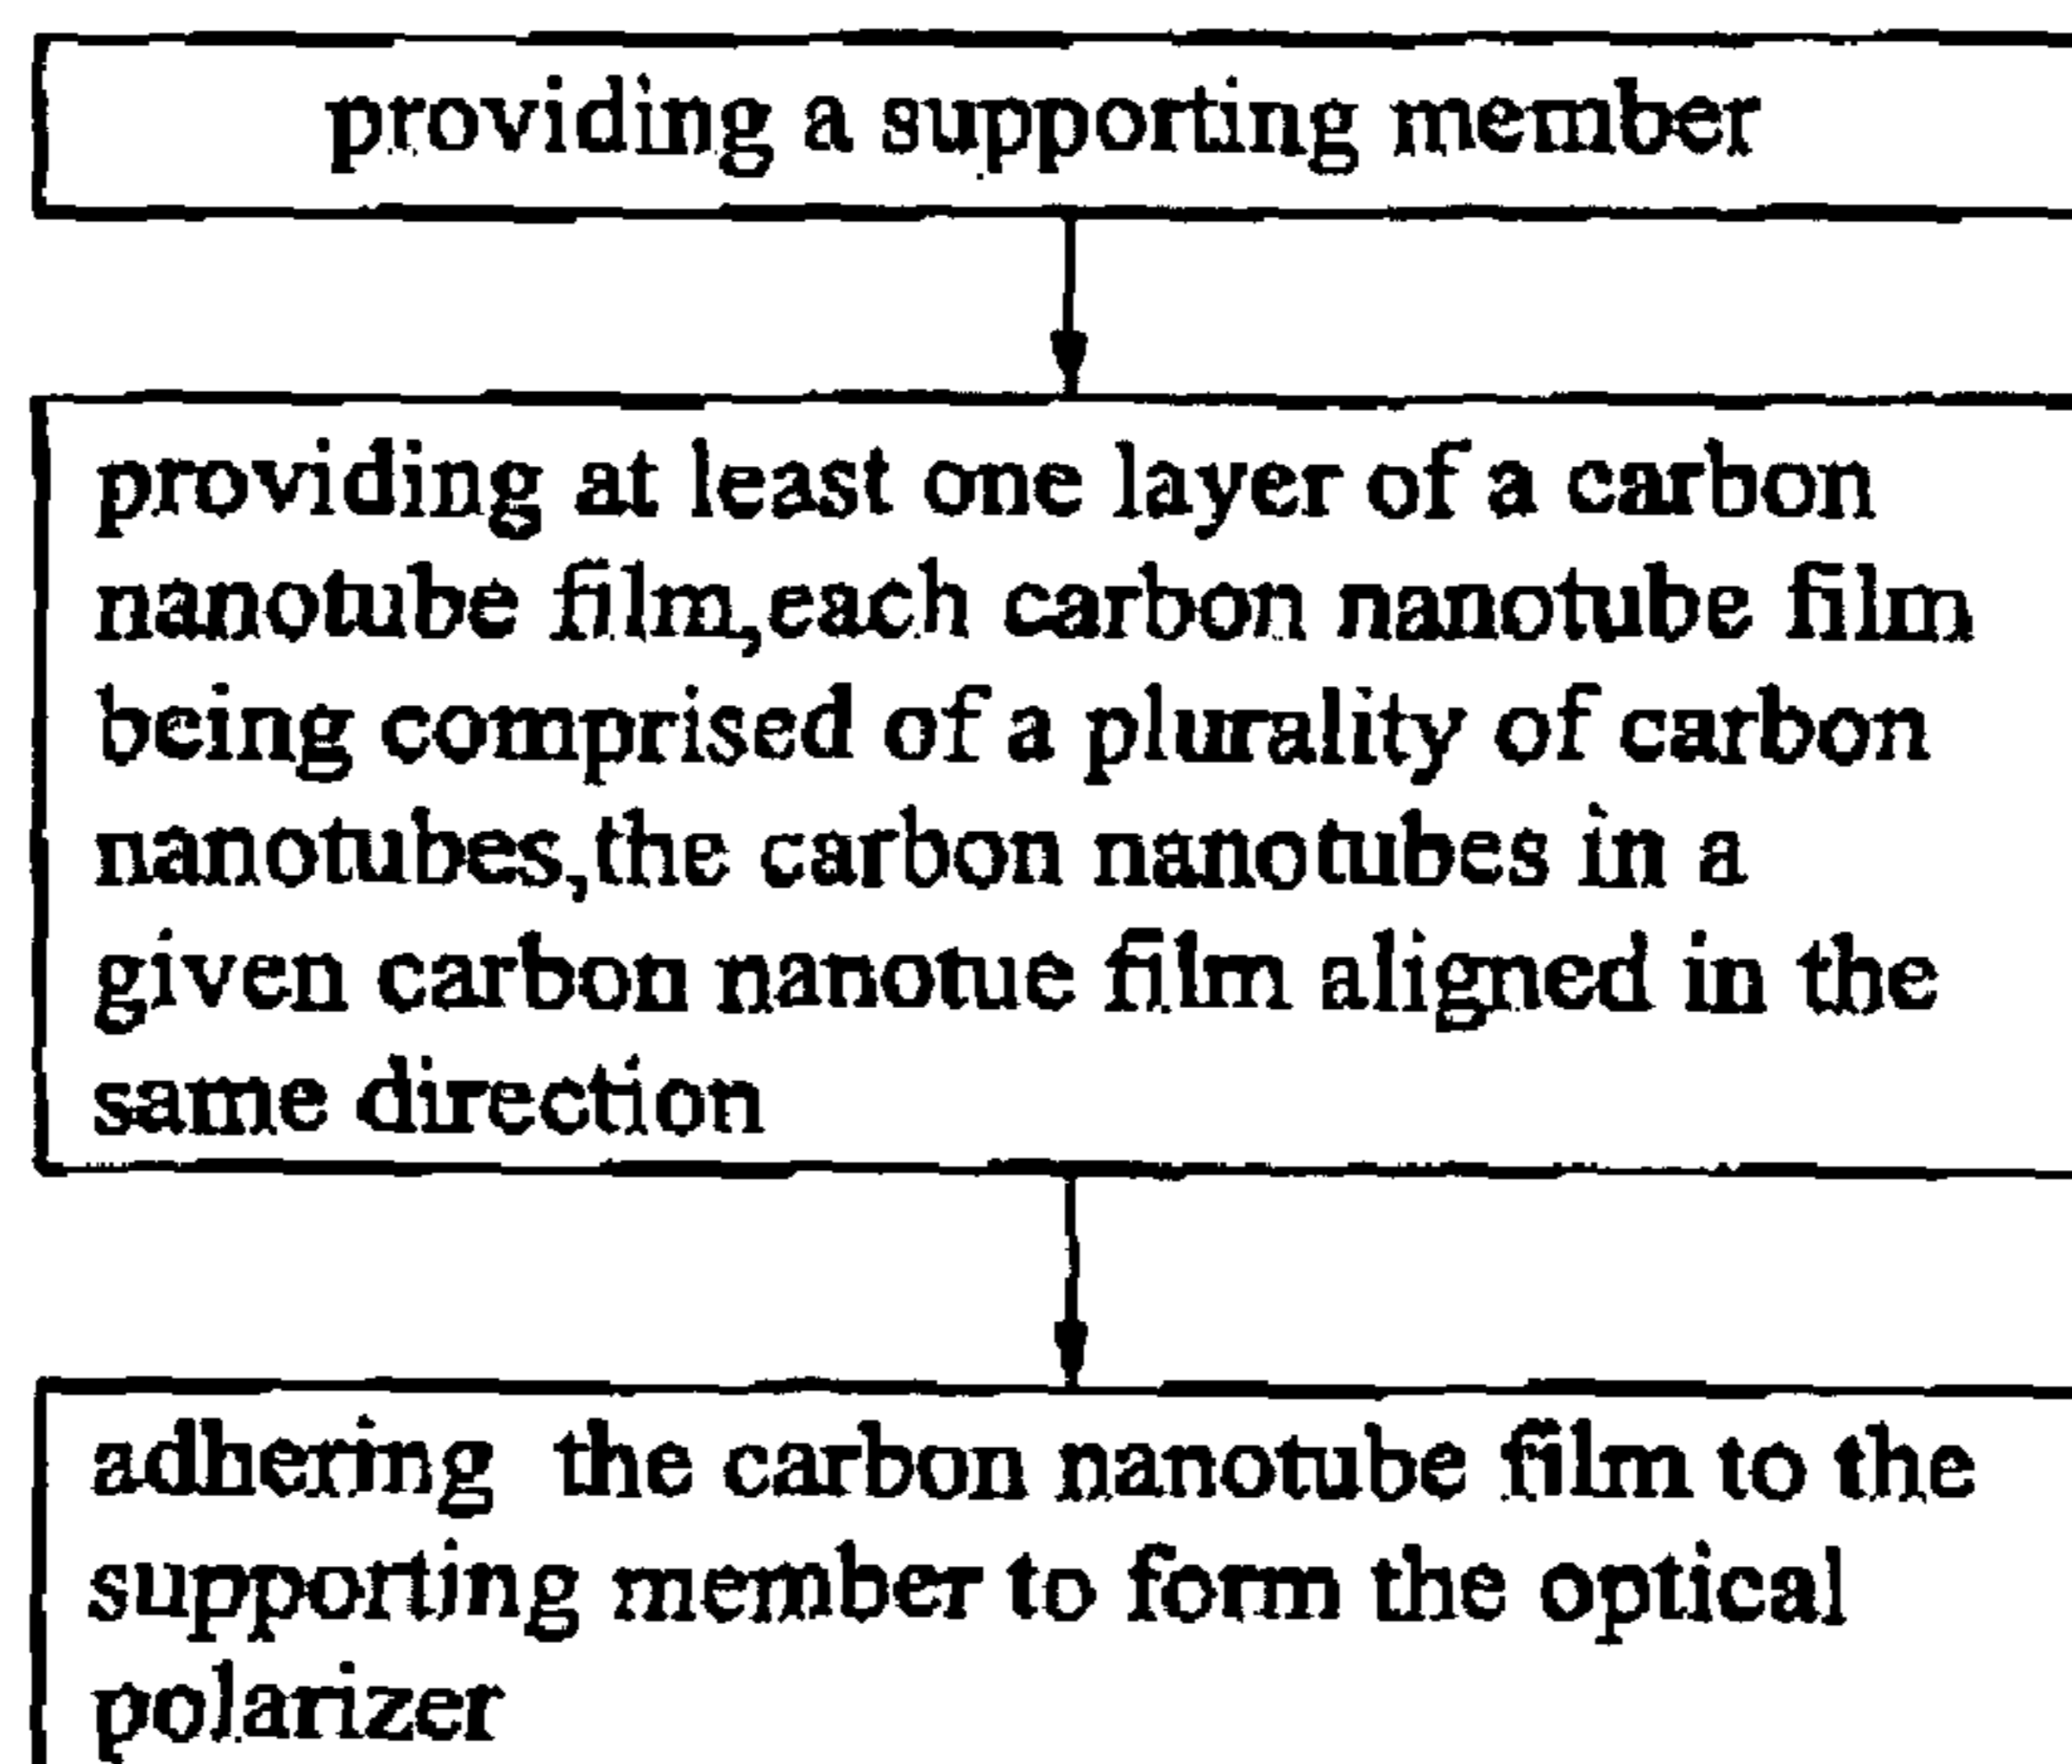 providing a supporting member
providing at least one layer of a carbon
nanotube film,each carbon nanotube film
being comprised of a plurality of carbon
nanotubes,the carbon nanotubes in a
given carbon nanotue film aligned in the
same direction
adhering the carbon nanotube film to the
supporting member to form the optical
polarizer